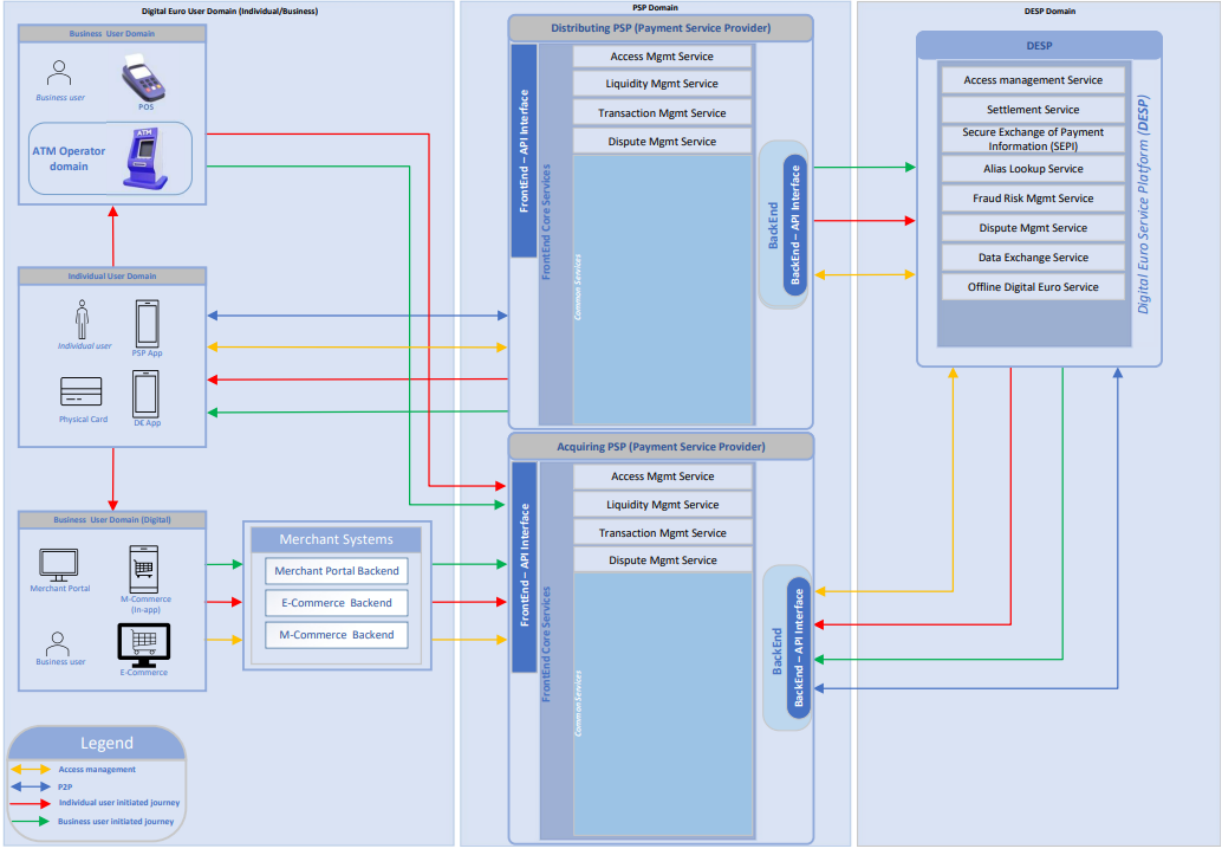 Digital Euro User Domain (Individual/Business)
Business User Domain
Business user
POS
ATM Operator
domain
ATM
Individual User Domain
Individual user
PSP App
Physical Card
D€ App
Business User Domain (Digital)
Merchant Portal
M-Commerce
(In-app)
Business user
E-Commerce
Merchant Systems
Merchant Portal Backend
E-Commerce Backend
M-Commerce Backend
Legend
Access management
P2P
Individual user initiated journey
Business user initiated journey
PSP Domain
Distributing PSP (Payment Service Provider)
FrontEnd – API Interface
FrontEnd Core Services
Common Services
Access Mgmt Service
Liquidity Mgmt Service
Transaction Mgmt Service
Dispute Mgmt Service
BackEnd
BackEnd – API Interface
Acquiring PSP (Payment Service Provider)
FrontEnd – API Interface
FrontEnd Core Services
Common Services
Access Mgmt Service
Liquidity Mgmt Service
Transaction Mgmt Service
Dispute Mgmt Service
BackEnd
BackEnd – API Interface
DESP Domain
DESP
Access management Service
Settlement Service
Secure Exchange of Payment
Information (SEPI)
Alias Lookup Service
Fraud Risk Mgmt Service
Dispute Mgmt Service
Data Exchange Service
Offline Digital Euro Service
Digital Euro Service Platform (DESP)